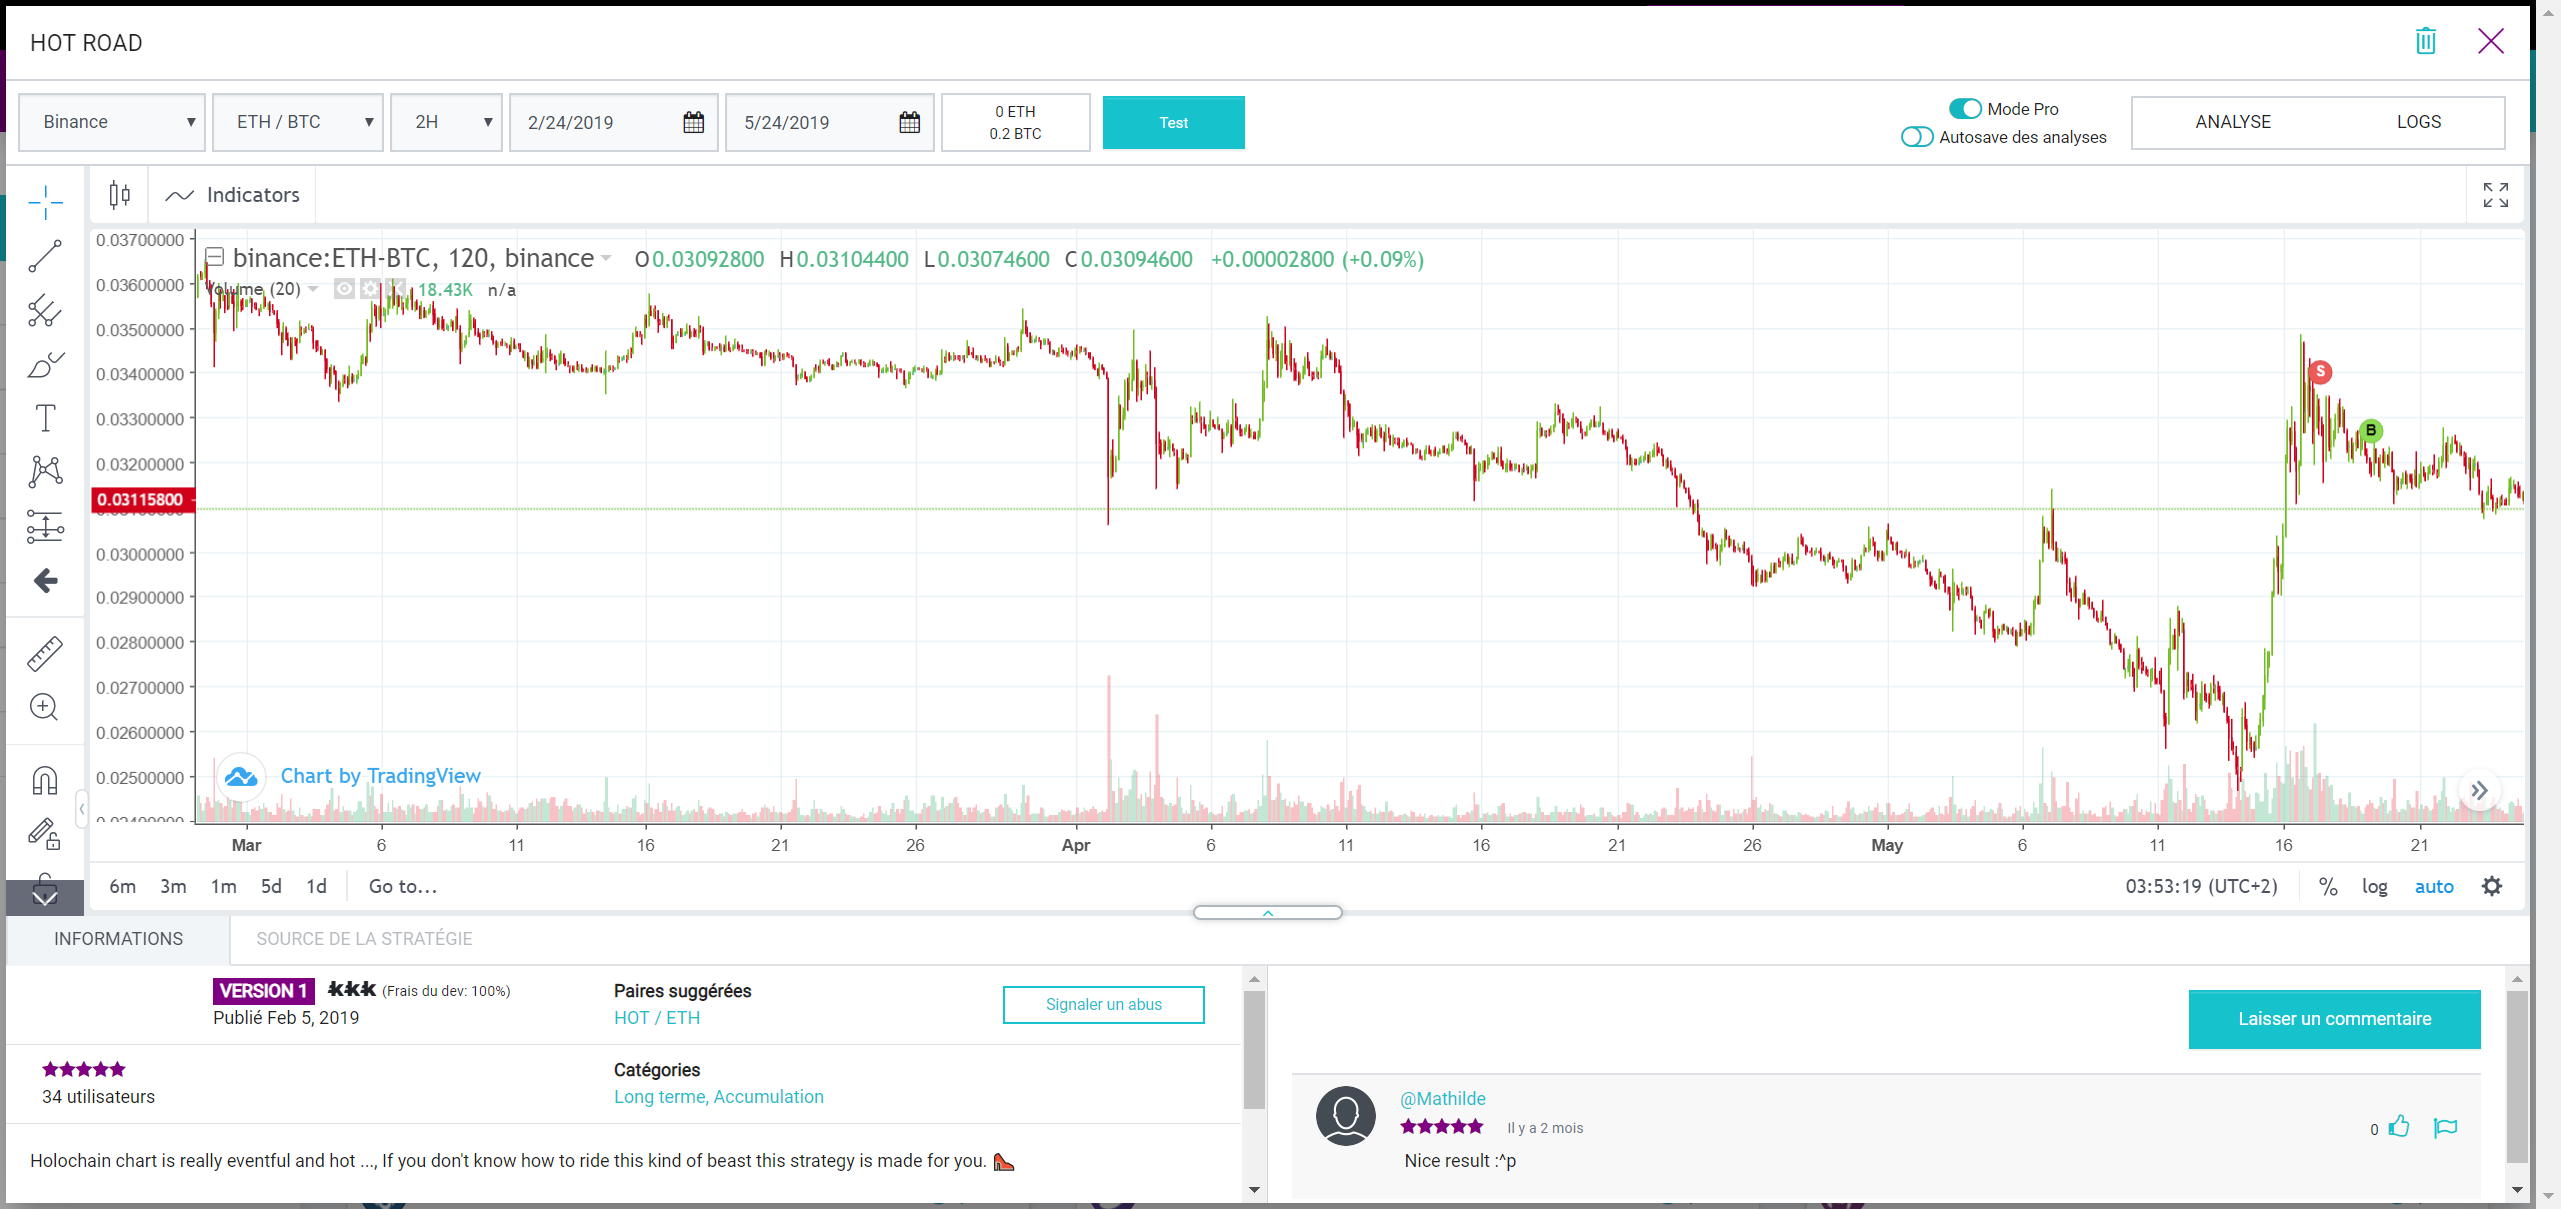 HOT ROAD
Binance ETH / BTC 2H 2/24/2019 5/24/2019 0 ETH 0.2 BTC Test Mode Pro Autosave des analyses ANALYSE LOGS
Indicators
binance:ETH-BTC, 120, binance O0.03092800 H0.03104400 L0.03074600 C0.03094600 +0.00002800 (+0.09%)
Volume (20) 18.43K n/a
0.03700000
0.03600000
0.03500000
0.03400000
0.03300000
0.03200000
0.03115800
0.03000000
0.02900000
0.02800000
0.02700000
0.02600000
0.02500000
0.02400000
S
B
Chart by TradingView
Mar 6 11 16 21 26 Apr 6 11 16 21 26 May 6 11 16 21
6m 3m 1m 5d 1d Go to... 03:53:19 (UTC+2) % log auto
INFORMATIONS SOURCE DE LA STRATÉGIE
VERSION 1 kkk (Frais du dev: 100%)
Publié Feb 5, 2019
Paires suggérées
HOT / ETH
Signaler un abus
34 utilisateurs
Catégories
Long terme, Accumulation
Holochain chart is really eventful and hot ..., If you don't know how to ride this kind of beast this strategy is made for you.
Laisser un commentaire
@Mathilde
Il y a 2 mois
0
Nice result :^p